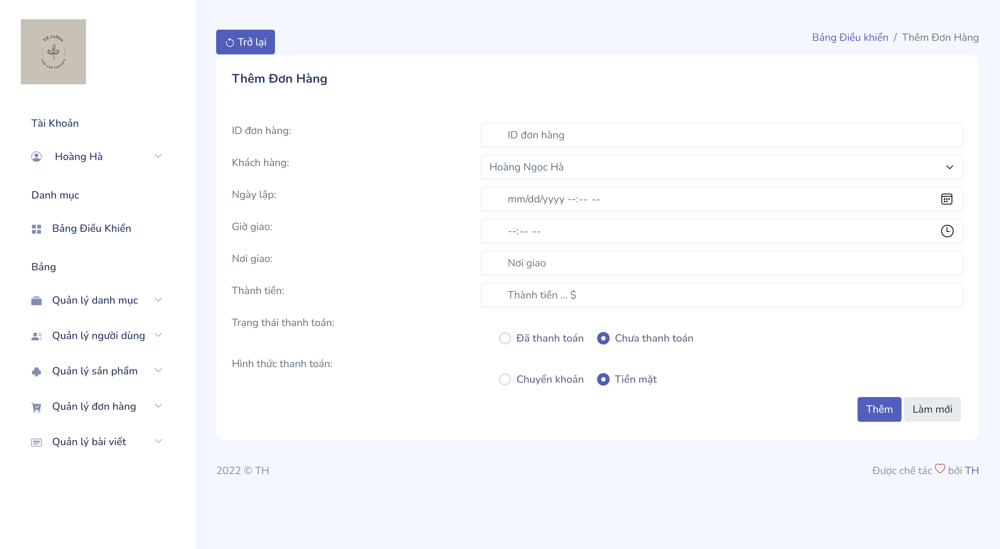 TH Coffee
cafe and roastery
Tài Khoản
Hoàng Hà
Danh mục
Bảng Điều Khiển
Bảng
Quản lý danh mục
Quản lý người dùng
Quản lý sản phẩm
Quản lý đơn hàng
Quản lý bài viết
Trở lại
Bảng Điều khiển / Thêm Đơn Hàng
Thêm Đơn Hàng
ID đơn hàng:
ID đơn hàng
Khách hàng:
Hoàng Ngọc Hà
Ngày lập:
mm/dd/yyyy --:-- --
Giờ giao:
--:-- --
Nơi giao:
Nơi giao
Thành tiền:
Thành tiền ... $
Trạng thái thanh toán:
Đã thanh toán Chưa thanh toán
Hình thức thanh toán:
Chuyển khoản Tiền mặt
Thêm Làm mới
2022 © TH
Được chế tác bởi TH